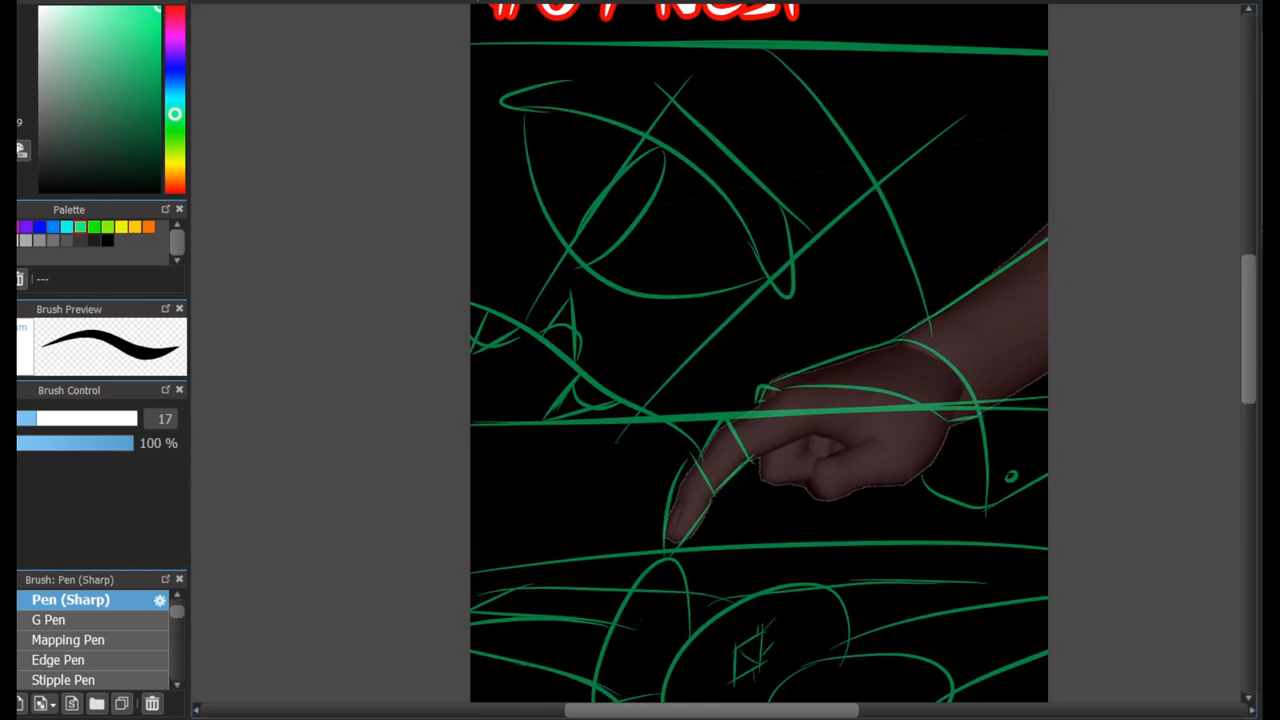 9
Palette
---
Brush Preview
Brush Control
17
100 %
Brush: Pen (Sharp)
Pen (Sharp)
G Pen
Mapping Pen
Edge Pen
Stipple Pen